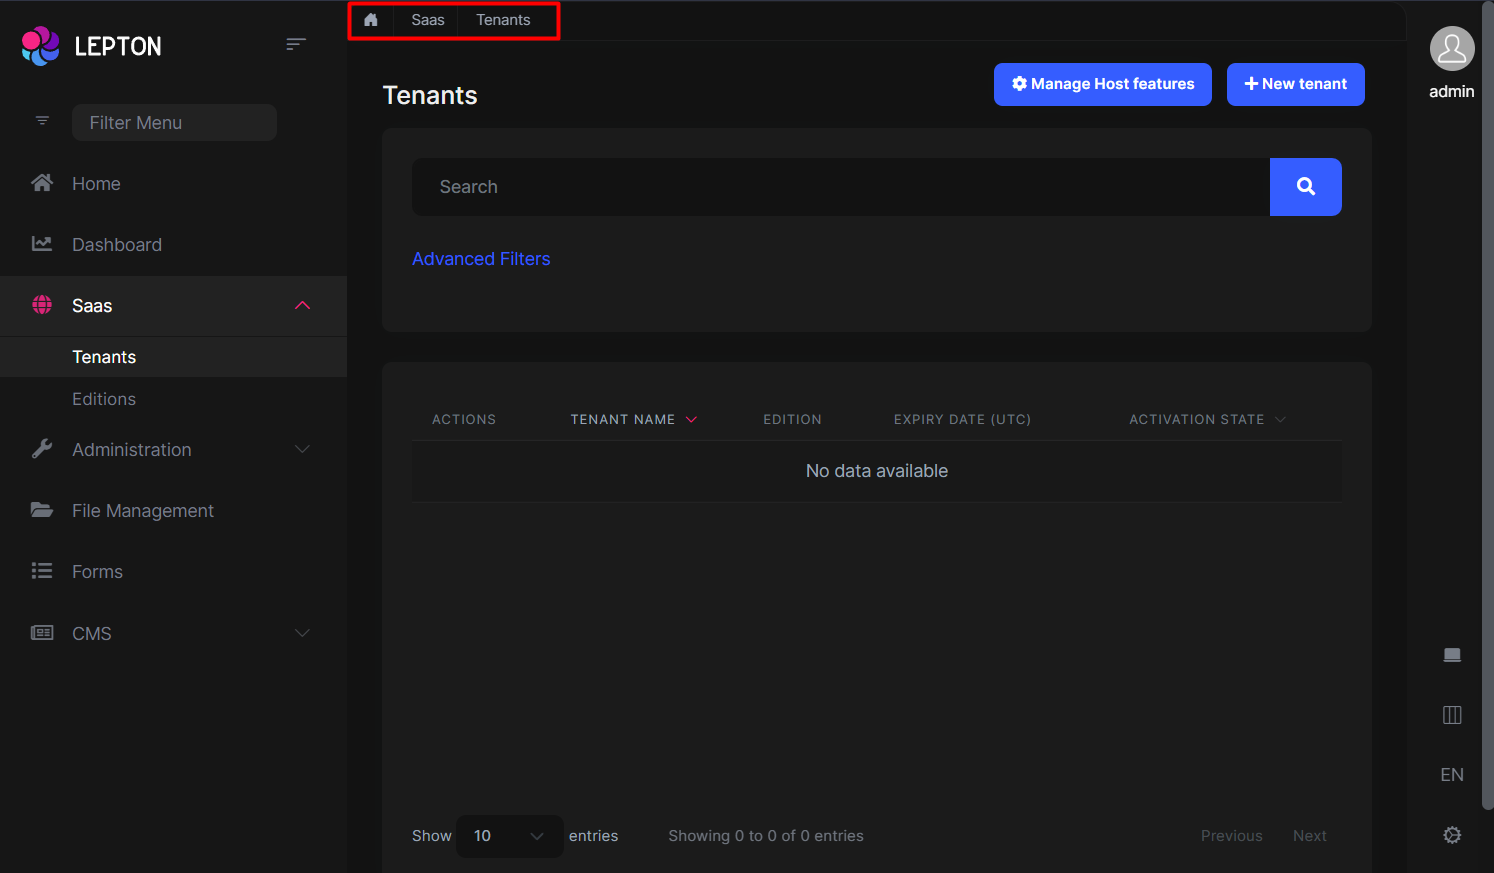 Saas Tenants
LEPTON
admin
Tenants
Manage Host features
New tenant
Filter Menu
Home
Dashboard
Saas
Tenants
Editions
Administration
File Management
Forms
CMS
Search
Advanced Filters
ACTIONS TENANT NAME EDITION EXPIRY DATE (UTC) ACTIVATION STATE
No data available
Show 10 entries Showing 0 to 0 of 0 entries Previous Next
EN